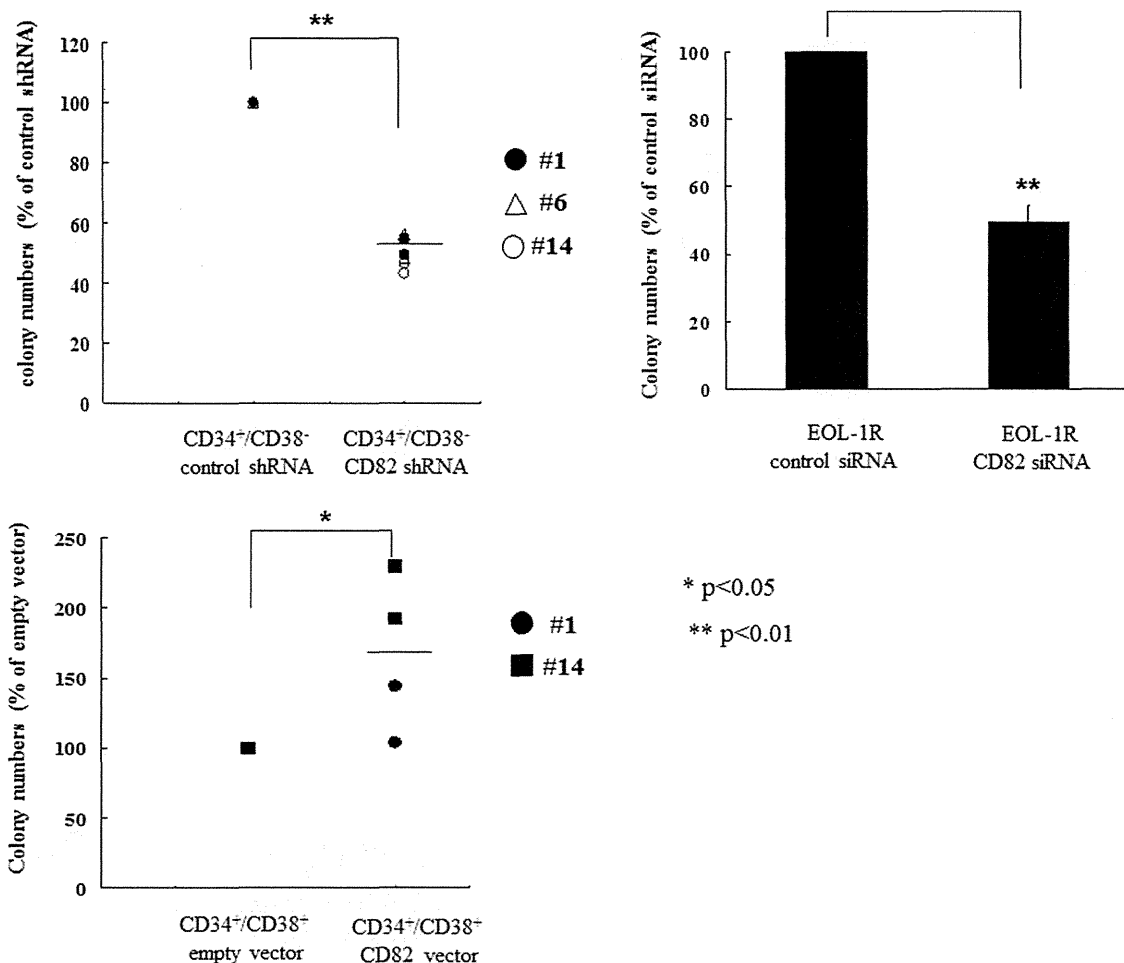 **
120
100
80
60
40
20
0
colony numbers (% of control shRNA)
CD34+/CD38-
control shRNA
CD34+/CD38-
CD82 shRNA
#1
#6
#14
100
80
60
40
20
0
Colony numbers (% of control siRNA)
**
EOL-1R
control siRNA
EOL-1R
CD82 siRNA
*
250
200
150
100
50
0
Colony numbers (% of empty vector)
CD34+/CD38+
empty vector
CD34+/CD38+
CD82 vector
#1
#14
* p<0.05
** p<0.01